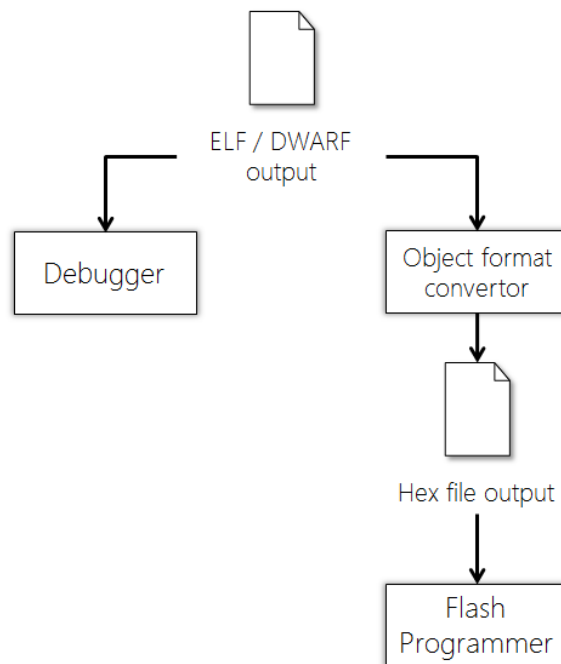 ELF / DWARF
output
Debugger
Object format
convertor
Hex file output
Flash
Programmer